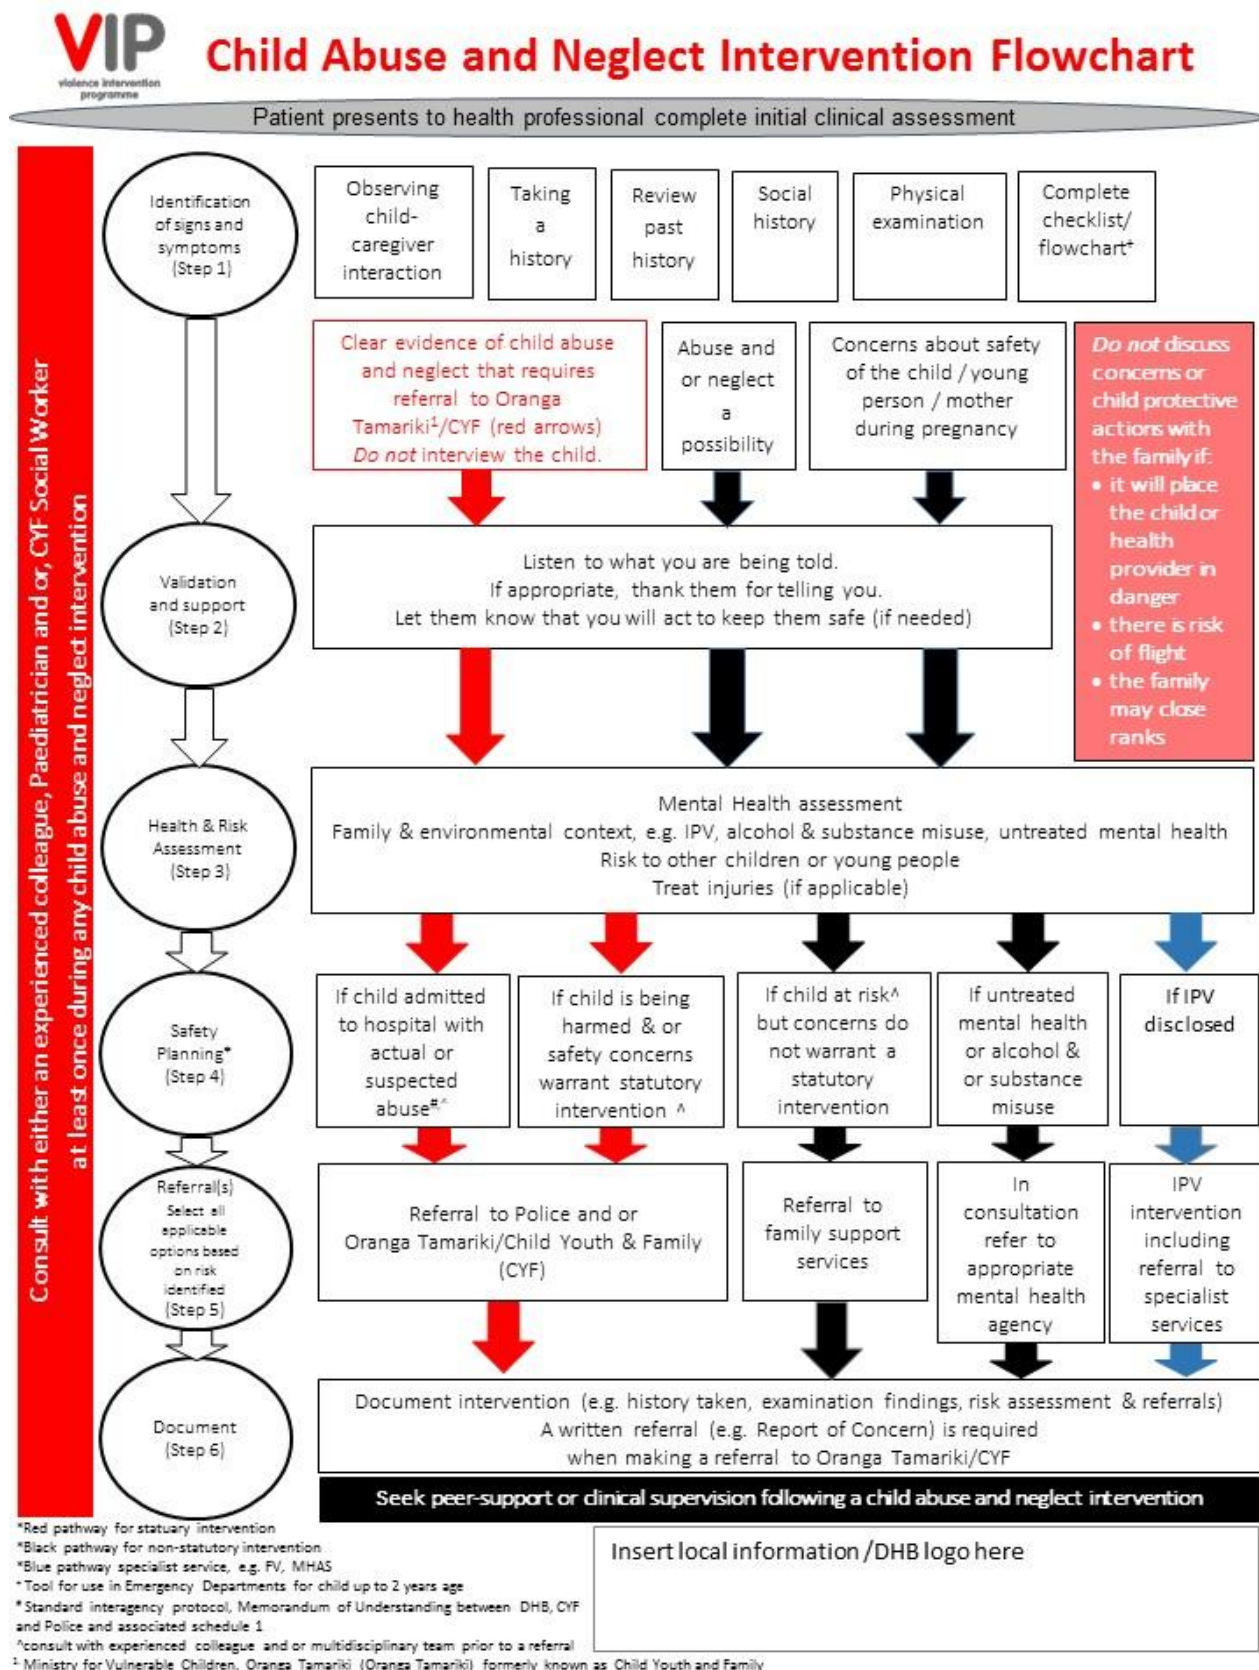 VIP
violence intervention
programme
Child Abuse and Neglect Intervention Flowchart
Patient presents to health professional complete initial clinical assessment
Consult with either an experienced colleague, Paediatrician and or, CYF Social Worker
at least once during any child abuse and neglect intervention
Identification
of signs and
symptoms
(Step 1)
Observing
child-
caregiver
interaction
Taking
a
history
Review
past
history
Social
history
Physical
examination
Complete
checklist/
flowchart⁺
Clear evidence of child abuse
and neglect that requires
referral to Oranga
Tamariki¹/CYF (red arrows)
Do not interview the child.
Abuse and
or neglect
a
possibility
Concerns about safety
of the child / young
person / mother
during pregnancy
Do not discuss
concerns or
child protective
actions with
the family if:
• it will place
the child or
health
provider in
danger
• there is risk
of flight
• the family
may close
ranks
Validation
and support
(Step 2)
Listen to what you are being told.
If appropriate, thank them for telling you.
Let them know that you will act to keep them safe (if needed)
Health & Risk
Assessment
(Step 3)
Mental Health assessment
Family & environmental context, e.g. IPV, alcohol & substance misuse, untreated mental health
Risk to other children or young people
Treat injuries (if applicable)
Safety
Planning*
(Step 4)
If child admitted
to hospital with
actual or
suspected
abuse#,^
If child is being
harmed & or
safety concerns
warrant statutory
intervention ^
If child at risk^
but concerns do
not warrant a
statutory
intervention
If untreated
mental health
or alcohol &
or substance
misuse
If IPV
disclosed
Referral(s)
Select all
applicable
options based
on risk
identified
(Step 5)
Referral to Police and or
Oranga Tamariki/Child Youth & Family
(CYF)
Referral to
family support
services
In
consultation
refer to
appropriate
mental health
agency
IPV
intervention
including
referral to
specialist
services
Document
(Step 6)
Document intervention (e.g. history taken, examination findings, risk assessment & referrals)
A written referral (e.g. Report of Concern) is required
when making a referral to Oranga Tamariki/CYF
Seek peer-support or clinical supervision following a child abuse and neglect intervention
*Red pathway for statuary intervention
*Black pathway for non-statutory intervention
*Blue pathway specialist service, e.g. FV, MHAS
⁺Tool for use in Emergency Departments for child up to 2 years age
#Standard interagency protocol, Memorandum of Understanding between DHB, CYF
and Police and associated schedule 1
^consult with experienced colleague and or multidisciplinary team prior to a referral
¹ Ministry for Vulnerable Children, Oranga Tamariki (Oranga Tamariki) formerly known as Child Youth and Family
Insert local information /DHB logo here